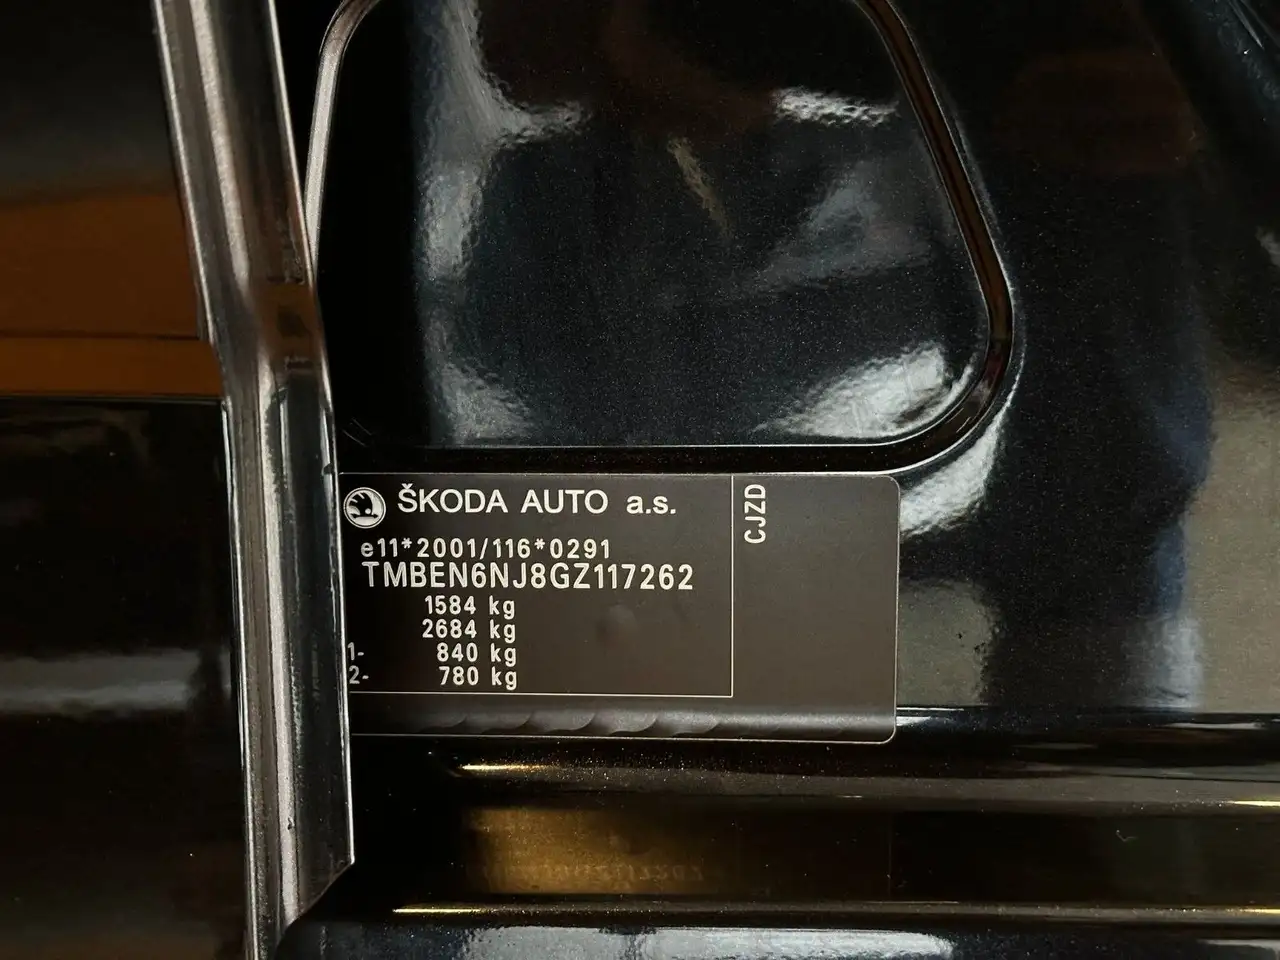 ŠKODA AUTO a.s.
e11*2001/116*0291
TMBEN6NJ8GZ117262
1584 kg
2684 kg
1- 840 kg
2- 780 kg
CJZD